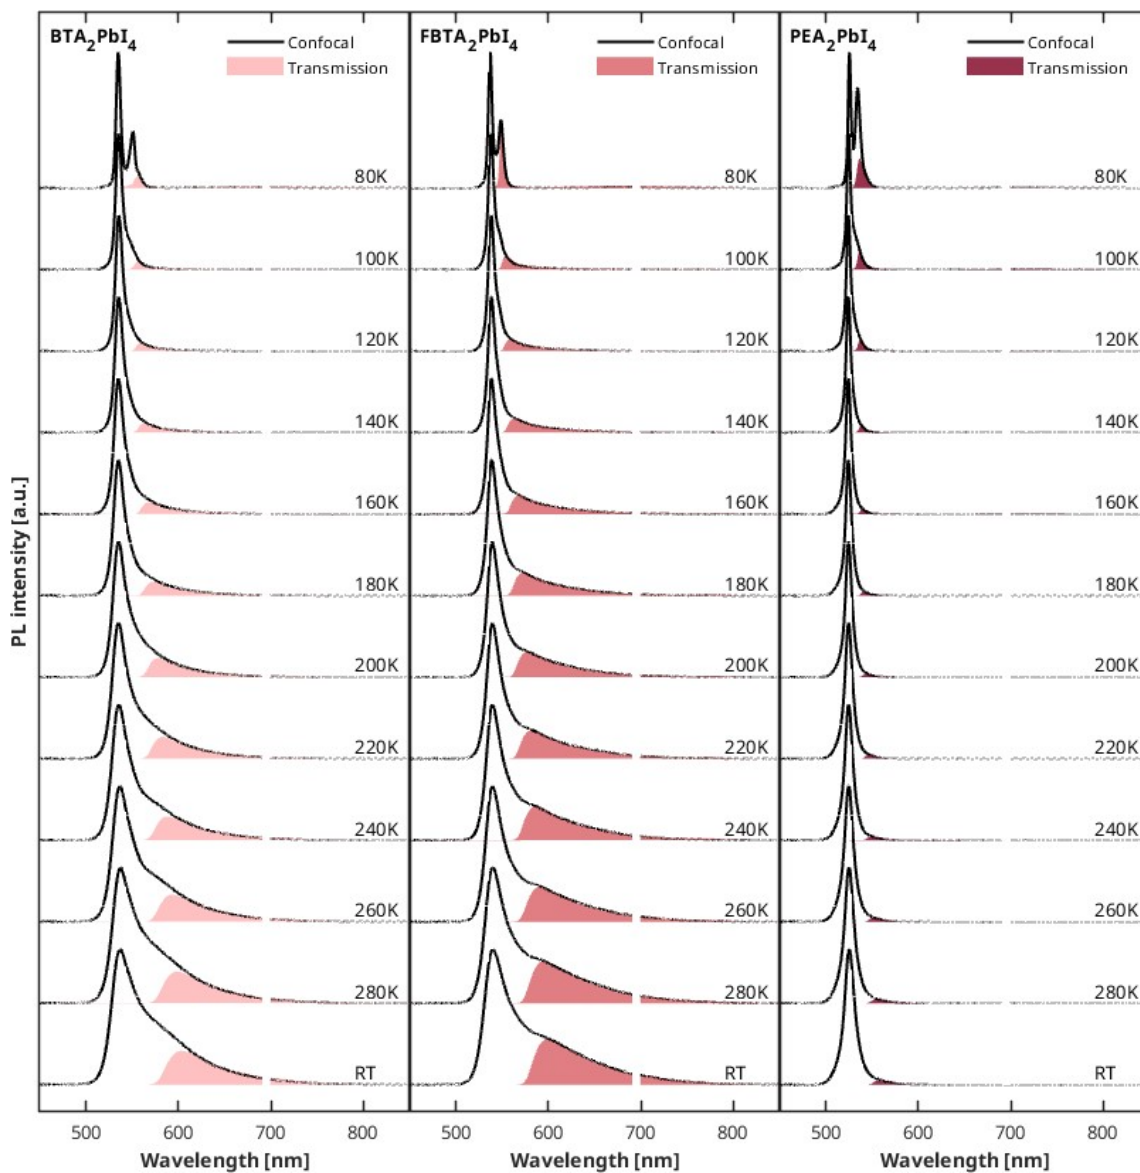 PL intensity [a.u.]
BTA₂PbI₄
Confocal
Transmission
80K
100K
120K
140K
160K
180K
200K
220K
240K
260K
280K
RT
500 600 700 800
Wavelength [nm]
FBTA₂PbI₄
Confocal
Transmission
80K
100K
120K
140K
160K
180K
200K
220K
240K
260K
280K
RT
500 600 700 800
Wavelength [nm]
PEA₂PbI₄
Confocal
Transmission
80K
100K
120K
140K
160K
180K
200K
220K
240K
260K
280K
RT
500 600 700 800
Wavelength [nm]